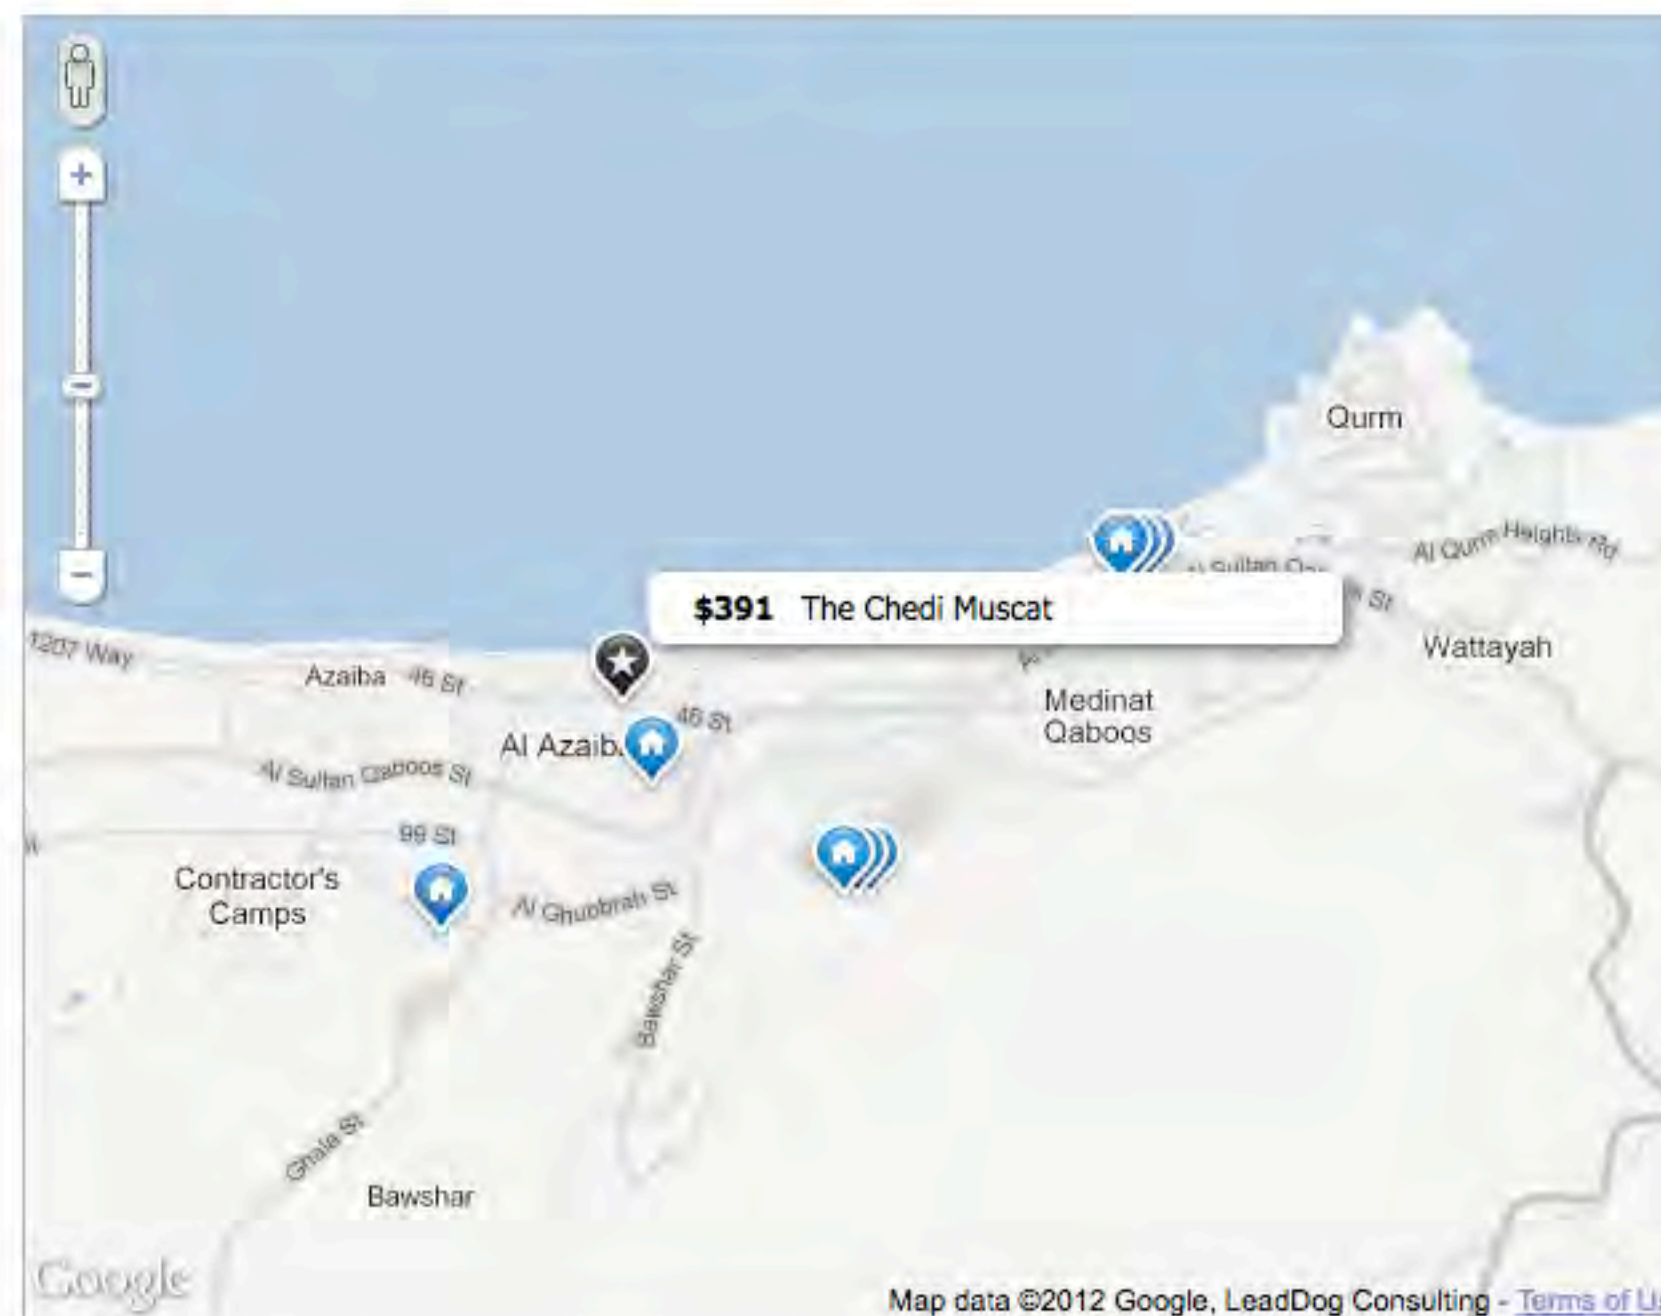 +
−
Qurm
Al Qurm Heights Rd
$391 The Chedi Muscat
St
Wattayah
1207 Way
Azaiba
46 St
46 St
Medinat
Qaboos
Al Azaib
Al Sultan Qaboos St
99 St
Contractor's
Camps
Al Ghubbrah St
Bawshar St
Ghala St
Bawshar
Google
Map data ©2012 Google, LeadDog Consulting - Terms of Us